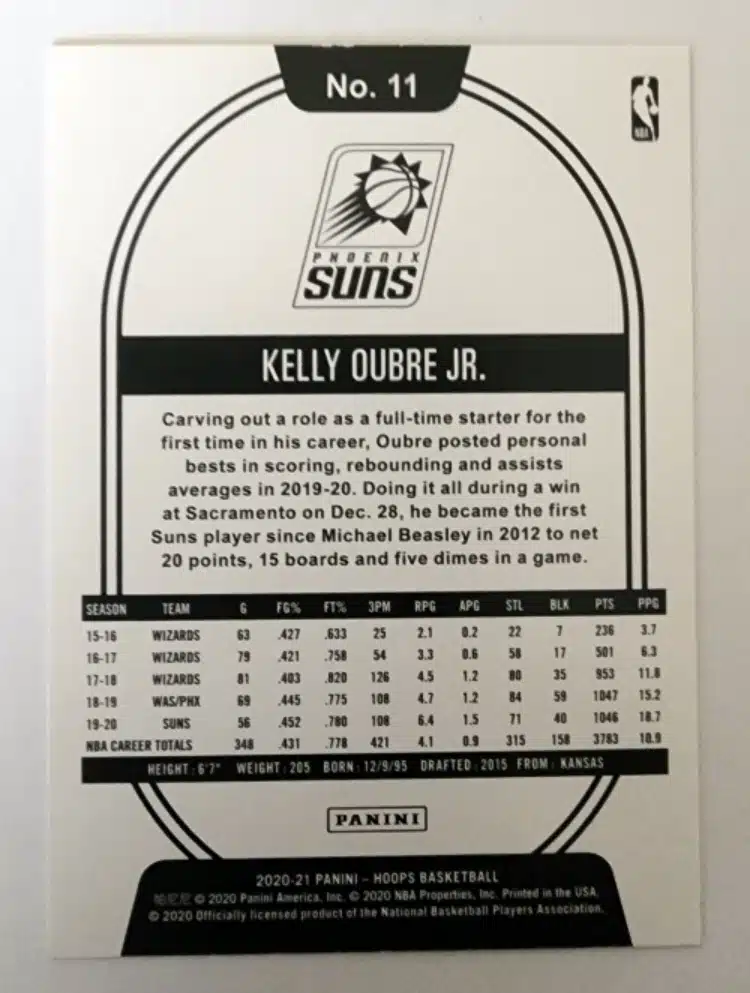 No. 11
NBA
PHOENIX
SUNS
KELLY OUBRE JR.
Carving out a role as a full-time starter for the
first time in his career, Oubre posted personal
bests in scoring, rebounding and assists
averages in 2019-20. Doing it all during a win
at Sacramento on Dec. 28, he became the first
Suns player since Michael Beasley in 2012 to net
20 points, 15 boards and five dimes in a game.
SEASON TEAM G FG% FT% 3PM RPG APG STL BLK PTS PPG
15-16 WIZARDS 63 .427 .633 25 2.1 0.2 22 7 236 3.7
16-17 WIZARDS 79 .421 .758 54 3.3 0.6 58 17 501 6.3
17-18 WIZARDS 81 .403 .820 126 4.5 1.2 80 35 953 11.8
18-19 WAS/PHX 69 .445 .775 108 4.7 1.2 84 59 1047 15.2
19-20 SUNS 56 .452 .780 108 6.4 1.5 71 40 1046 18.7
NBA CAREER TOTALS 348 .431 .778 421 4.1 0.9 315 158 3783 10.9
HEIGHT: 6'7" WEIGHT: 205 BORN: 12/9/95 DRAFTED: 2015 FROM: KANSAS
PANINI
2020-21 PANINI – HOOPS BASKETBALL
帕尼尼 © 2020 Panini America, Inc. © 2020 NBA Properties, Inc. Printed in the USA.
© 2020 Officially licensed product of the National Basketball Players Association.